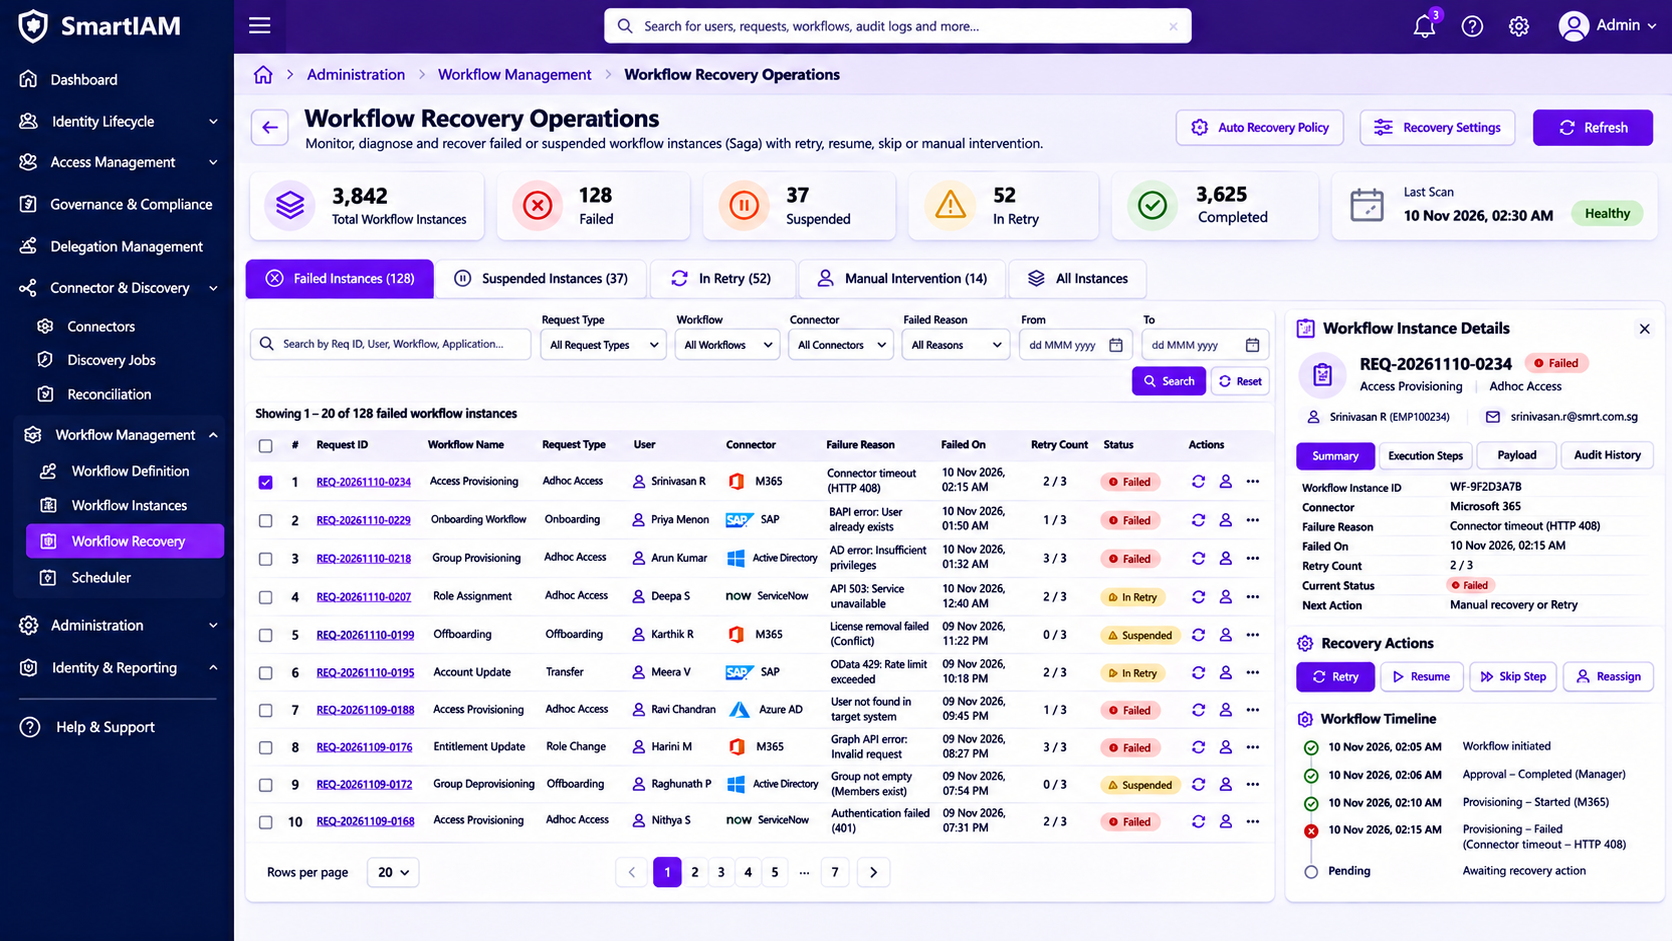 SmartIAM
Search for users, requests, workflows, audit logs and more...
3
Admin
Dashboard
Identity Lifecycle
Access Management
Governance & Compliance
Delegation Management
Connector & Discovery
Connectors
Discovery Jobs
Reconciliation
Workflow Management
Workflow Definition
Workflow Instances
Workflow Recovery
Scheduler
Administration
Identity & Reporting
Help & Support
Administration > Workflow Management > Workflow Recovery Operations
Workflow Recovery Operations
Monitor, diagnose and recover failed or suspended workflow instances (Saga) with retry, resume, skip or manual intervention.
Auto Recovery Policy
Recovery Settings
Refresh
3,842
Total Workflow Instances
128
Failed
37
Suspended
52
In Retry
3,625
Completed
Last Scan
10 Nov 2026, 02:30 AM
Healthy
Failed Instances (128)
Suspended Instances (37)
In Retry (52)
Manual Intervention (14)
All Instances
Search by Req ID, User, Workflow, Application...
Request Type
All Request Types
Workflow
All Workflows
Connector
All Connectors
Failed Reason
All Reasons
From
dd MMM yyyy
To
dd MMM yyyy
Search
Reset
Showing 1 – 20 of 128 failed workflow instances
# Request ID Workflow Name Request Type User Connector Failure Reason Failed On Retry Count Status Actions
1 REQ-20261110-0234 Access Provisioning Adhoc Access Srinivasan R M365 Connector timeout (HTTP 408) 10 Nov 2026, 02:15 AM 2 / 3 Failed
2 REQ-20261110-0229 Onboarding Workflow Onboarding Priya Menon SAP SAP BAPI error: User already exists 10 Nov 2026, 01:50 AM 1 / 3 Failed
3 REQ-20261110-0218 Group Provisioning Adhoc Access Arun Kumar Active Directory AD error: Insufficient privileges 10 Nov 2026, 01:32 AM 3 / 3 Failed
4 REQ-20261110-0207 Role Assignment Adhoc Access Deepa S now ServiceNow API 503: Service unavailable 10 Nov 2026, 12:40 AM 2 / 3 In Retry
5 REQ-20261110-0199 Offboarding Offboarding Karthik R M365 License removal failed (Conflict) 09 Nov 2026, 11:22 PM 0 / 3 Suspended
6 REQ-20261110-0195 Account Update Transfer Meera V SAP SAP OData 429: Rate limit exceeded 09 Nov 2026, 10:18 PM 2 / 3 In Retry
7 REQ-20261109-0188 Access Provisioning Adhoc Access Ravi Chandran Azure AD User not found in target system 09 Nov 2026, 09:45 PM 1 / 3 Failed
8 REQ-20261109-0176 Entitlement Update Role Change Harini M M365 Graph API error: Invalid request 09 Nov 2026, 08:27 PM 3 / 3 Failed
9 REQ-20261109-0172 Group Deprovisioning Offboarding Raghunath P Active Directory Group not empty (Members exist) 09 Nov 2026, 07:54 PM 0 / 3 Suspended
10 REQ-20261109-0168 Access Provisioning Adhoc Access Nithya S now ServiceNow Authentication failed (401) 09 Nov 2026, 07:31 PM 2 / 3 Failed
Rows per page 20
1 2 3 4 5 ... 7
Workflow Instance Details
REQ-20261110-0234 Failed
Access Provisioning | Adhoc Access
Srinivasan R (EMP100234)
srinivasan.r@smrt.com.sg
Summary
Execution Steps
Payload
Audit History
Workflow Instance ID WF-9F2D3A7B
Connector Microsoft 365
Failure Reason Connector timeout (HTTP 408)
Failed On 10 Nov 2026, 02:15 AM
Retry Count 2 / 3
Current Status Failed
Next Action Manual recovery or Retry
Recovery Actions
Retry
Resume
Skip Step
Reassign
Workflow Timeline
10 Nov 2026, 02:05 AM Workflow initiated
10 Nov 2026, 02:06 AM Approval – Completed (Manager)
10 Nov 2026, 02:10 AM Provisioning – Started (M365)
10 Nov 2026, 02:15 AM Provisioning – Failed
(Connector timeout – HTTP 408)
Pending Awaiting recovery action